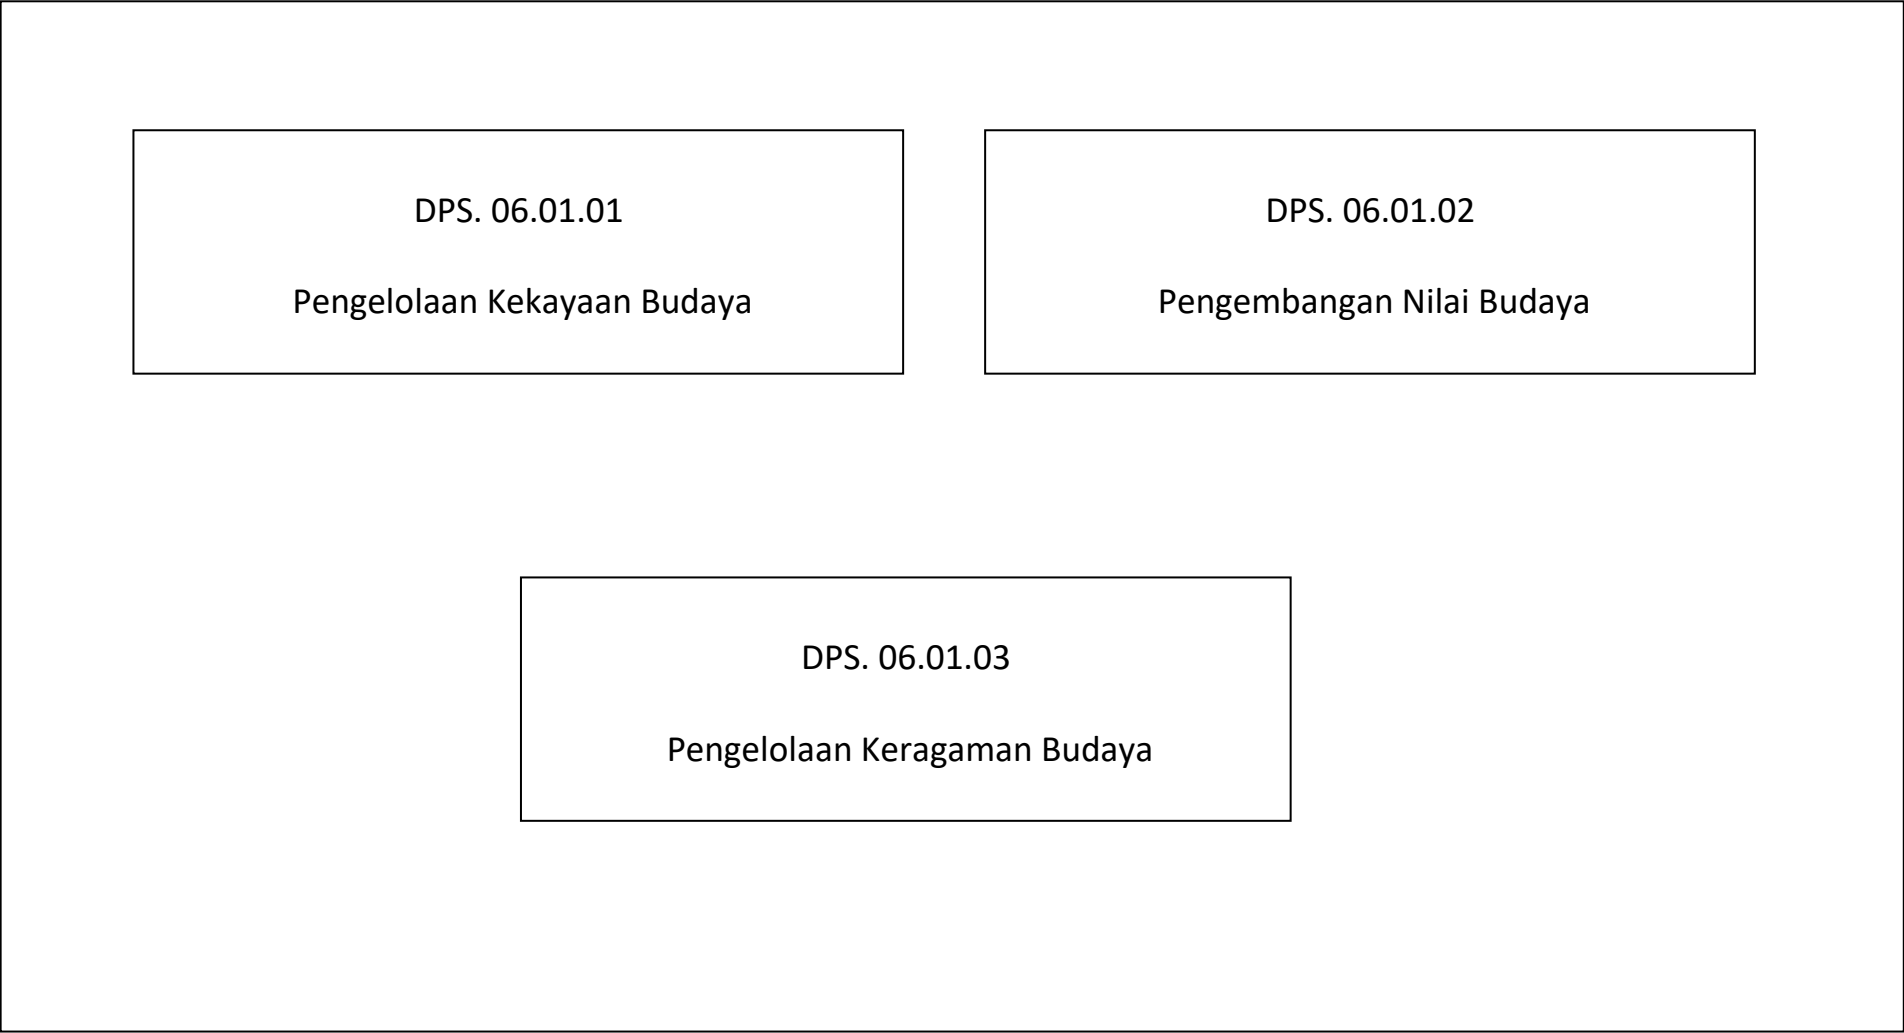 DPS. 06.01.01
Pengelolaan Kekayaan Budaya
DPS. 06.01.02
Pengembangan Nilai Budaya
DPS. 06.01.03
Pengelolaan Keragaman Budaya